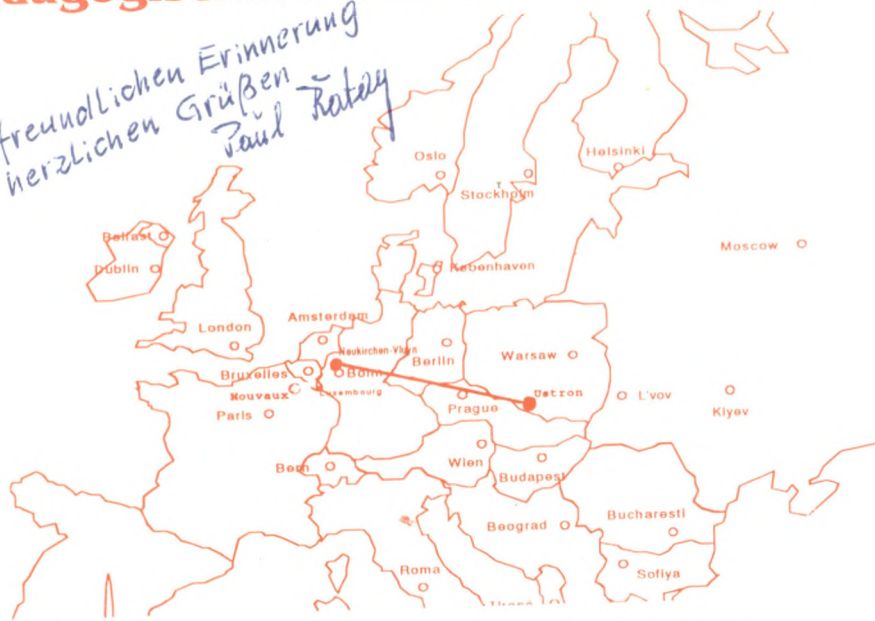 freundlichen Erinnerung
herzlichen Grüßen
Paul
Oslo
Helsinki
Stockholm
Belfast
Moscow
Dublin
København
Amsterdam
London
Neukirchen-Vluyn
Berlin
Warsaw
Bruxelles
Bonn
Luxembourg
Mouvaux
Ustron
L'vov
Kiyev
Prague
Paris
Wien
Bern
Budapest
Bucharesti
Beograd
Roma
Sofiya